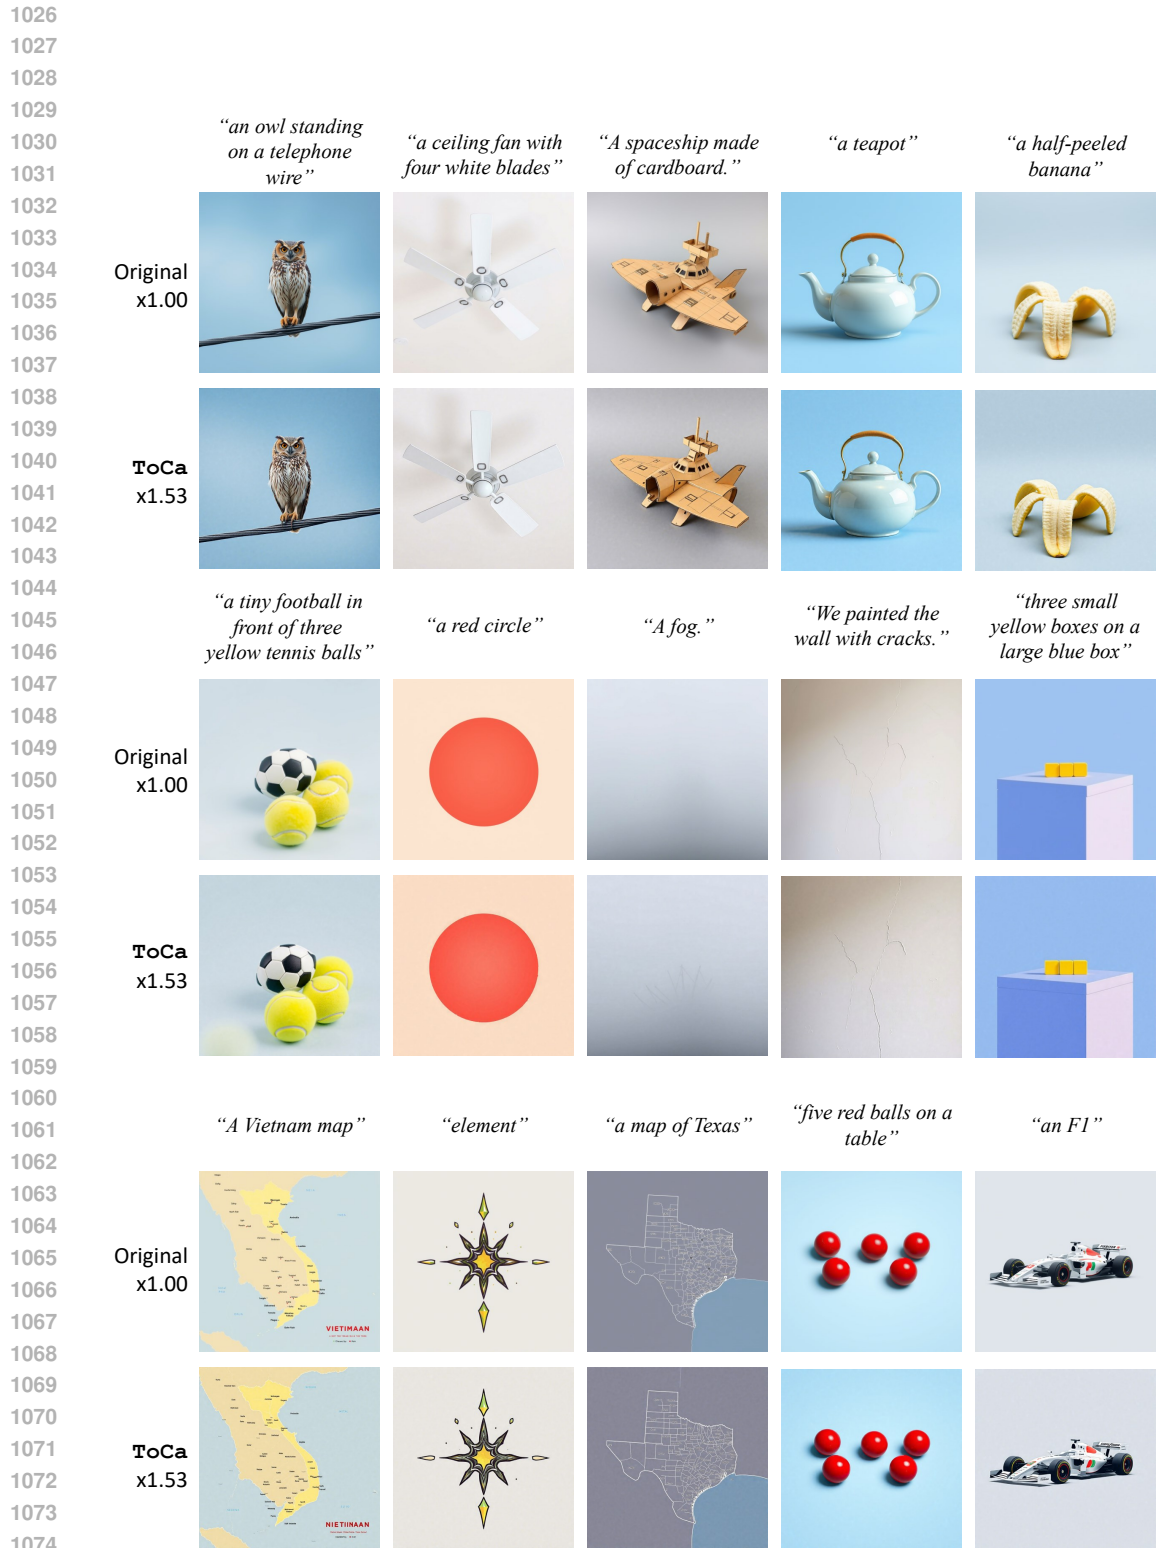 1026
1027
1028
1029
1030
1031
1032
1033
1034
1035
1036
1037
1038
1039
1040
1041
1042
1043
1044
1045
1046
1047
1048
1049
1050
1051
1052
1053
1054
1055
1056
1057
1058
1059
1060
1061
1062
1063
1064
1065
1066
1067
1068
1069
1070
1071
1072
1073
1074
“an owl standing
on a telephone
wire”
“a ceiling fan with
four white blades”
“A spaceship made
of cardboard.”
“a teapot”
“a half-peeled
banana”
Original
x1.00
ToCa
x1.53
“a tiny football in
front of three
yellow tennis balls”
“a red circle”
“A fog.”
“We painted the
wall with cracks.”
“three small
yellow boxes on a
large blue box”
Original
x1.00
ToCa
x1.53
“A Vietnam map”
“element”
“a map of Texas”
“five red balls on a
table”
“an F1”
Original
x1.00
VIETIMAAN
ToCa
x1.53
NIETIINAAN